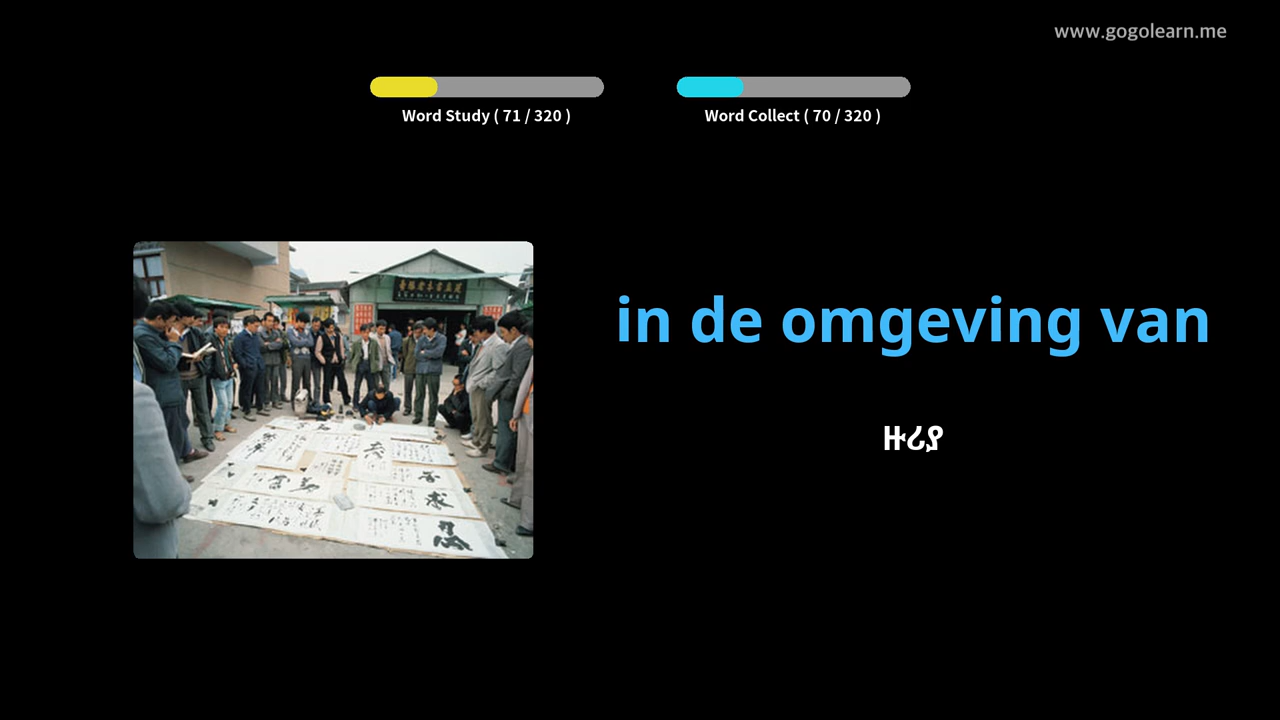 www.gogolearn.me
Word Study ( 71 / 320 )
Word Collect ( 70 / 320 )
in de omgeving van
ዙሪያ